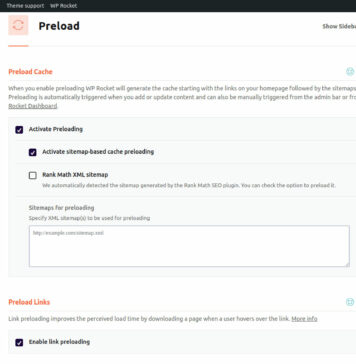 Theme support WP Rocket
Preload
Show Sideba
Preload Cache
When you enable preloading WP Rocket will generate the cache starting with the links on your homepage followed by the sitemaps
Preloading is automatically triggered when you add or update content and can also be manually triggered from the admin bar or fr
Rocket Dashboard.
Activate Preloading
Activate sitemap-based cache preloading
Rank Math XML sitemap
We automatically detected the sitemap generated by the Rank Math SEO plugin. You can check the option to preload it.
Sitemaps for preloading
Specify XML sitemap(s) to be used for preloading
http://example.com/sitemap.xml
Preload Links
Link preloading improves the perceived load time by downloading a page when a user hovers over the link. More info
Enable link preloading